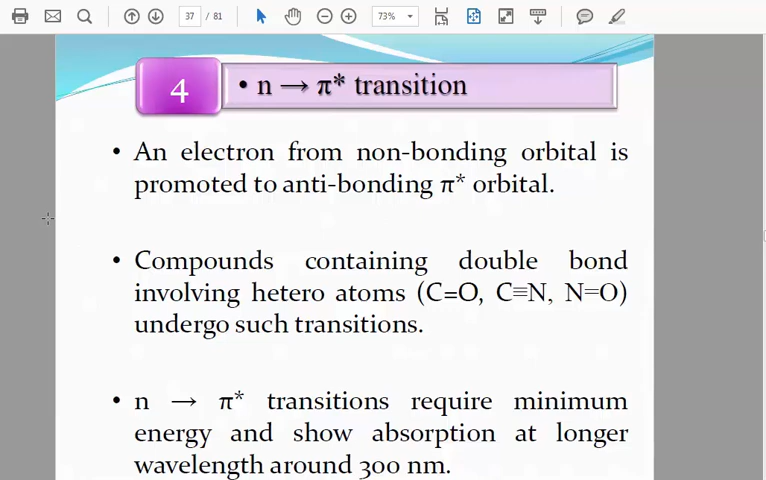 37 / 81
73%
4
• n → π* transition
• An electron from non-bonding orbital is
promoted to anti-bonding π* orbital.
• Compounds containing double bond
involving hetero atoms (C=O, C≡N, N=O)
undergo such transitions.
• n → π* transitions require minimum
energy and show absorption at longer
wavelength around 300 nm.